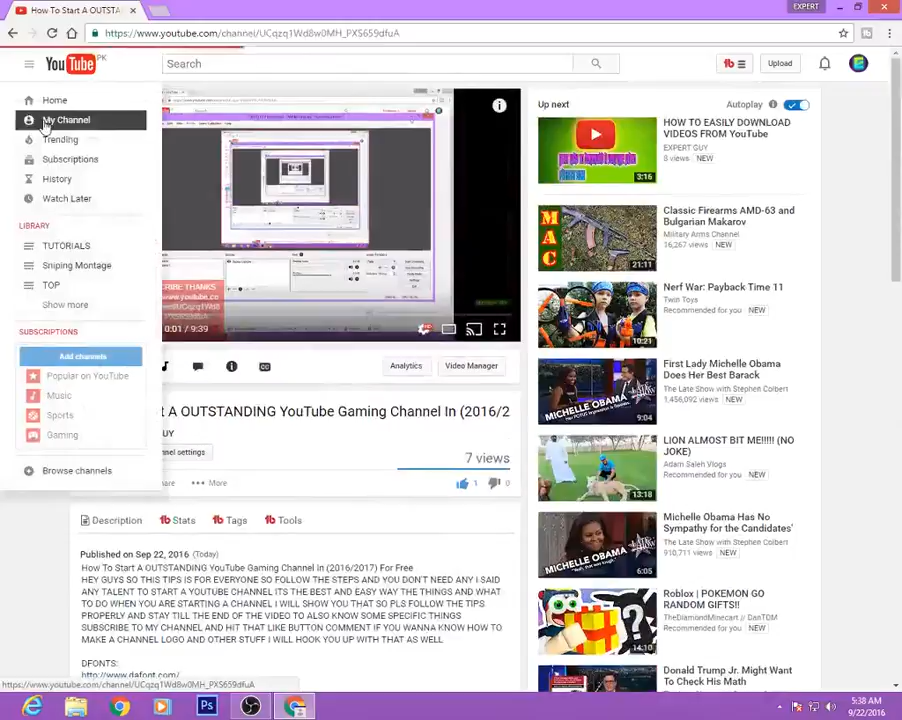 How To Start A OUTSTA
EXPERT
https://www.youtube.com/channel/UCqzq1Wd8w0MH_PXS659dfuA
YouTube PK
Search
Upload
Home
My Channel
Trending
Subscriptions
History
Watch Later
LIBRARY
TUTORIALS
Sniping Montage
TOP
Show more
SUBSCRIPTIONS
Add channels
Popular on YouTube
Music
Sports
Gaming
Browse channels
SCRIBE THANKS
0:01 / 9:39
Analytics
Video Manager
t A OUTSTANDING YouTube Gaming Channel In (2016/2
UY
nnel settings
7 views
hare
More
1
0
Description
Stats
Tags
Tools
Published on Sep 22, 2016 (Today)
How To Start A OUTSTANDING YouTube Gaming Channel in (2016/2017) For Free
HEY GUYS SO THIS TIPS IS FOR EVERYONE SO FOLLOW THE STEPS AND YOU DON'T NEED ANY I SAID
ANY TALENT TO START A YOUTUBE CHANNEL ITS THE BEST AND EASY WAY THE THINGS AND WHAT
TO DO WHEN YOU ARE STARTING A CHANNEL I WILL SHOW YOU THAT SO PLS FOLLOW THE TIPS
PROPERLY AND STAY TILL THE END OF THE VIDEO TO ALSO KNOW SOME SPECIFIC THINGS
SUBSCRIBE TO MY CHANNEL AND HIT THAT LIKE BUTTON COMMENT IF YOU WANNA KNOW HOW TO
MAKE A CHANNEL LOGO AND OTHER STUFF I WILL HOOK YOU UP WITH THAT AS WELL
DFONTS:
http://www.dafont.com/
Up next
Autoplay
HOW TO EASILY DOWNLOAD
VIDEOS FROM YouTube
EXPERT GUY
8 views NEW
3:16
MAC
Classic Firearms AMD-63 and
Bulgarian Makarov
Military Arms Channel
16,267 views NEW
21:11
Nerf War: Payback Time 11
Twin Toys
Recommended for you NEW
10:21
First Lady Michelle Obama
Does Her Best Barack
The Late Show with Stephen Colbert
1,456,092 views NEW
MICHELLE OBAMA
9:04
LION ALMOST BIT ME!!!!! (NO
JOKE)
Adam Saleh Vlogs
Recommended for you NEW
13:18
Michelle Obama Has No
Sympathy for the Candidates'
The Late Show with Stephen Colbert
910,711 views NEW
MICHELLE OBAMA
6:05
Roblox | POKEMON GO
RANDOM GIFTS!!
TheDiamondMinecart // DanTDM
Recommended for you NEW
14:10
Donald Trump Jr. Might Want
To Check His Math
https://www.youtube.com/channel/UCqzq1Wd8w0MH_PXS659dfuA
5:38 AM
9/22/2016